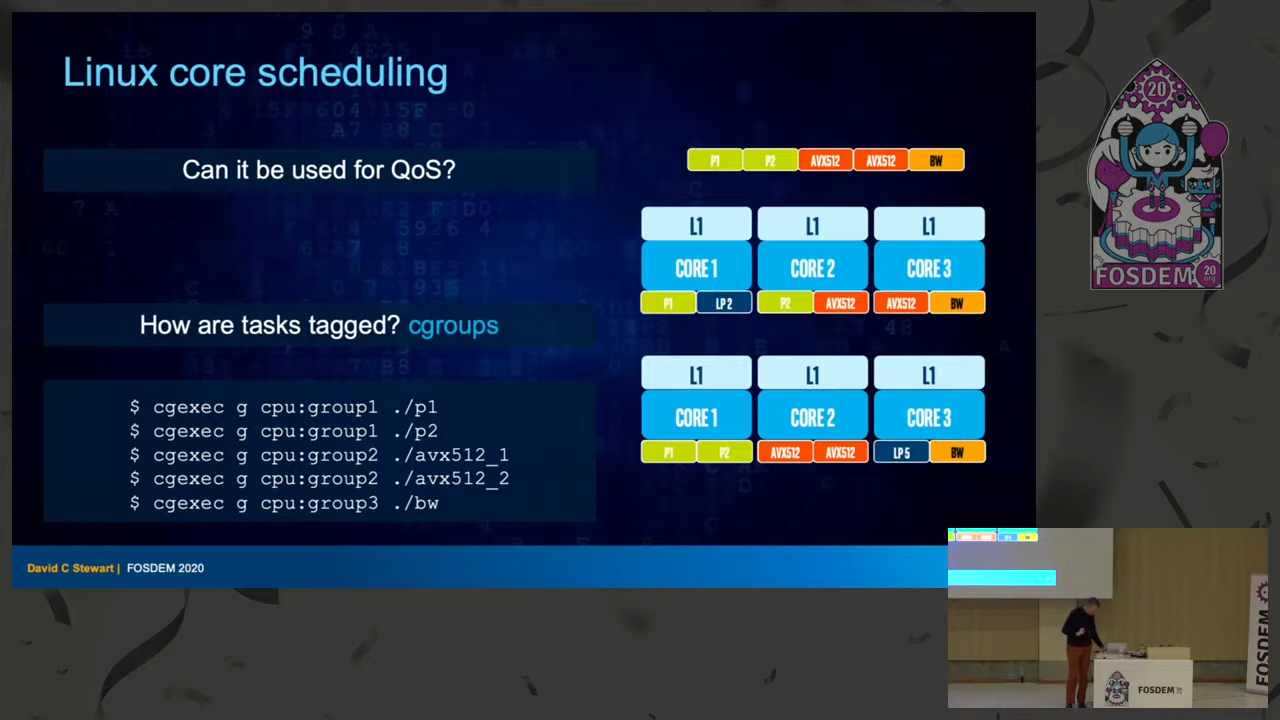 Linux core scheduling
Can it be used for QoS?
How are tasks tagged? cgroups
$ cgexec g cpu:group1 ./p1
$ cgexec g cpu:group1 ./p2
$ cgexec g cpu:group2 ./avx512_1
$ cgexec g cpu:group2 ./avx512_2
$ cgexec g cpu:group3 ./bw
P1 P2 AVX512 AVX512 BW
L1 L1 L1
CORE 1 CORE 2 CORE 3
P1 LP 2 P2 AVX512 AVX512 BW
L1 L1 L1
CORE 1 CORE 2 CORE 3
P1 P2 AVX512 AVX512 LP 5 BW
David C Stewart | FOSDEM 2020
20
FOSDEM 20 .org
FOSDEM
FOSDEM